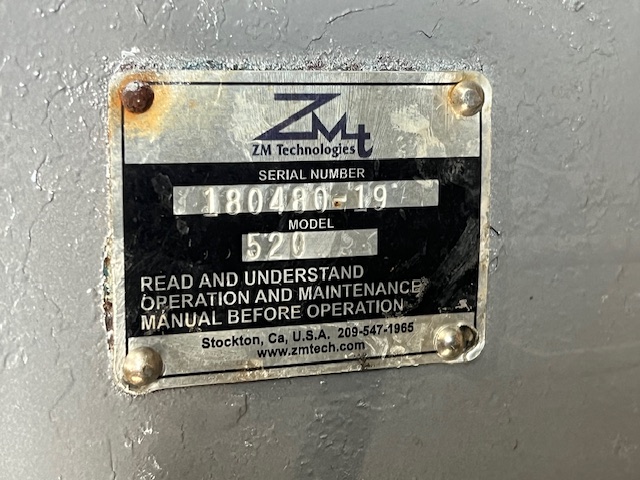 ZMt
ZM Technologies
SERIAL NUMBER
180480-19
MODEL
520
READ AND UNDERSTAND
OPERATION AND MAINTENANCE
MANUAL BEFORE OPERATION
Stockton, Ca, U.S.A. 209-547-1965
www.zmtech.com